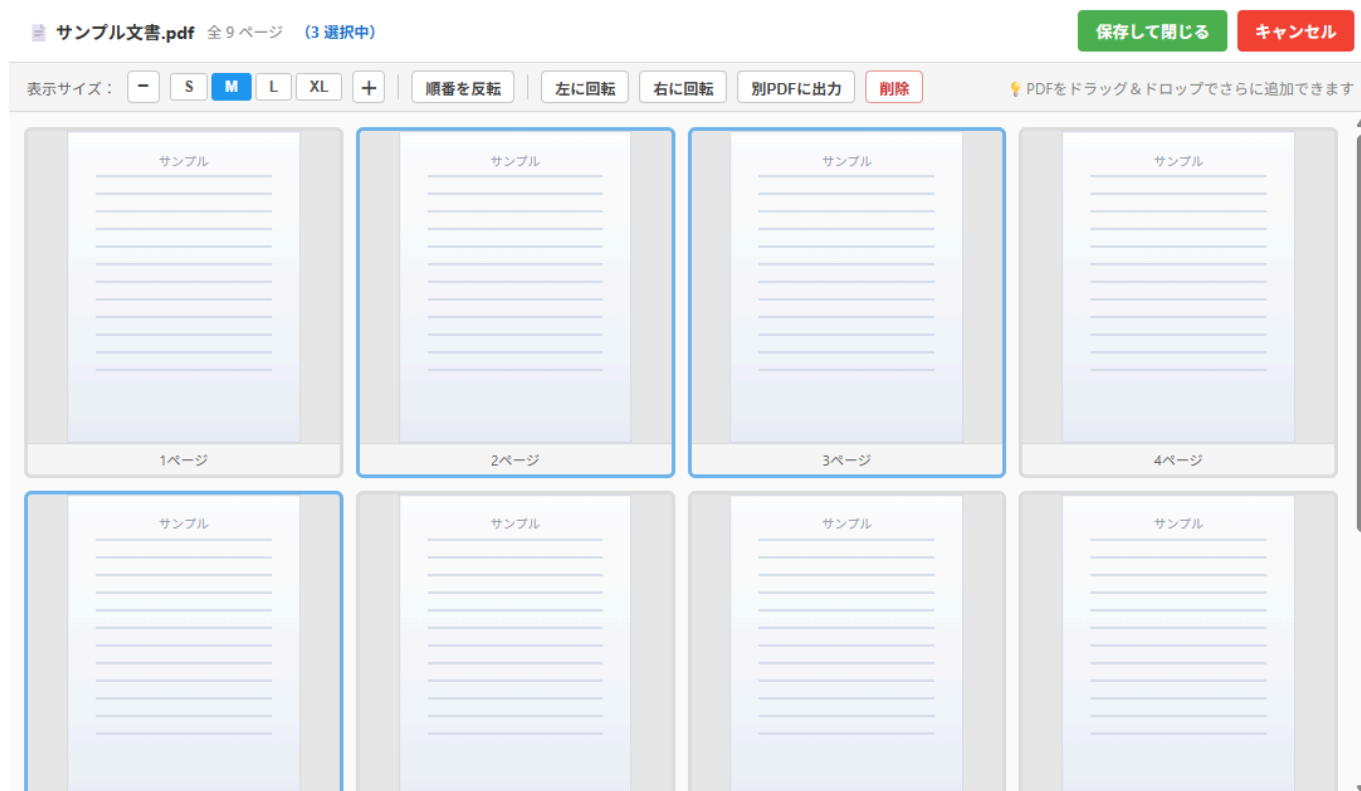 サンプル文書.pdf 全9ページ （3 選択中） 保存して閉じる キャンセル
表示サイズ： − S M L XL + 順番を反転 左に回転 右に回転 別PDFに出力 削除 PDFをドラッグ＆ドロップでさらに追加できます
サンプル サンプル サンプル サンプル
1ページ 2ページ 3ページ 4ページ
サンプル サンプル サンプル サンプル